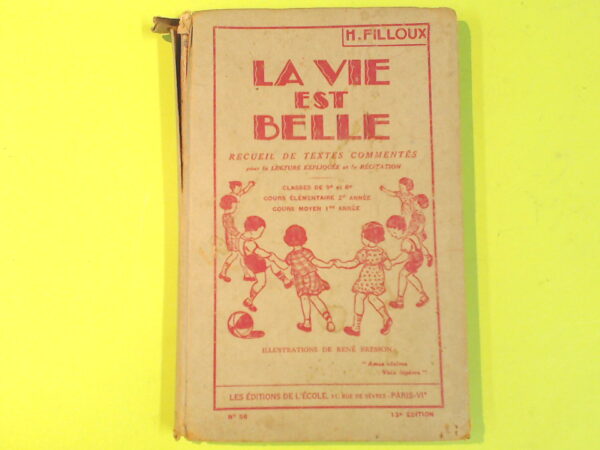 H. FILLOUX
LA VIE
EST
BELLE
RECUEIL DE TEXTES COMMENTÉS
pour la LECTURE EXPLIQUÉE et la RÉCITATION
CLASSES DE 9e et 8e
COURS ÉLÉMENTAIRE 2e ANNÉE
COURS MOYEN 1re ANNÉE
ILLUSTRATIONS DE RENÉ BRESSON
LES ÉDITIONS DE L'ÉCOLE, 11, RUE DE SÈVRES - PARIS-VIe
N° 56
13e ÉDITION